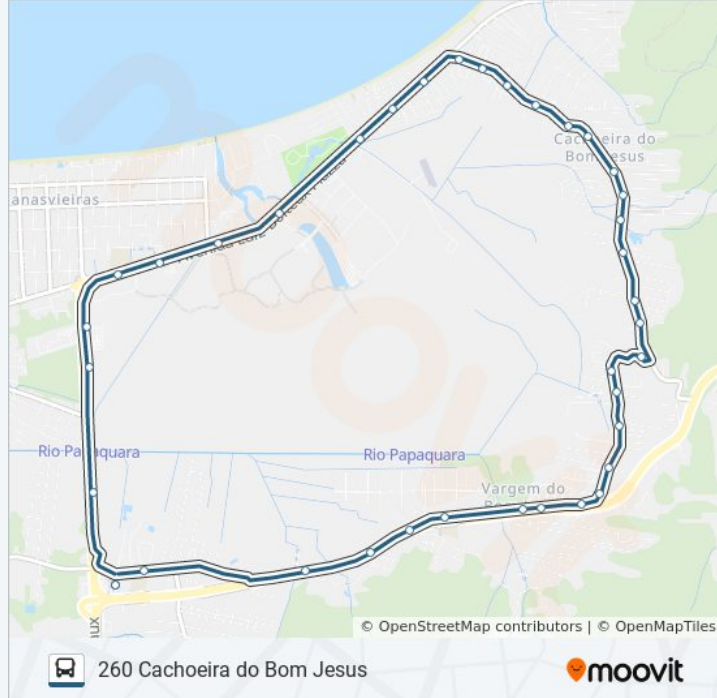 Cachoeira do
Bom Jesus
anasvieiras
Rio Papaquara
Rio Papaquara
Vargem do
aux
© OpenStreetMap contributors | © OpenMapTiles
260 Cachoeira do Bom Jesus
moovit